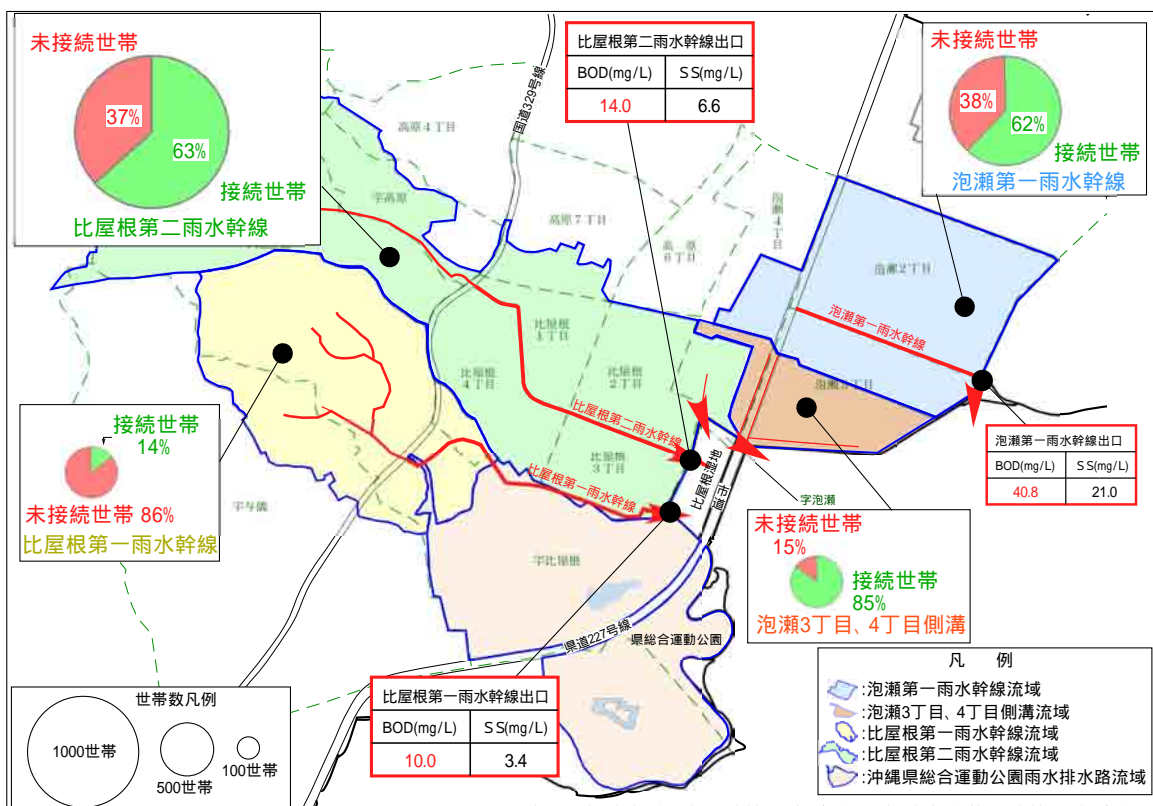 未接続世帯
37%
63%
接続世帯
比屋根第二雨水幹線
比屋根第二雨水幹線出口
BOD(mg/L) SS(mg/L)
14.0 6.6
未接続世帯
38%
62%
接続世帯
泡瀬第一雨水幹線
国道329号線
高原4丁目
字高原
高原7丁目
高原
6丁目
泡瀬4丁目
泡瀬2丁目
泡瀬第一雨水幹線
比屋根
1丁目
比屋根
2丁目
比屋根
4丁目
泡瀬3丁目
比屋根第二雨水幹線
比屋根
3丁目
比屋根第一雨水幹線
比屋根湿地
市道
字泡瀬
泡瀬第一雨水幹線出口
BOD(mg/L) SS(mg/L)
40.8 21.0
接続世帯
14%
未接続世帯 86%
比屋根第一雨水幹線
字与儀
字比屋根
未接続世帯
15%
接続世帯
85%
泡瀬3丁目、4丁目側溝
県道227号線
県総合運動公園
世帯数凡例
1000世帯
500世帯
100世帯
比屋根第一雨水幹線出口
BOD(mg/L) SS(mg/L)
10.0 3.4
凡 例
:泡瀬第一雨水幹線流域
:泡瀬3丁目、4丁目側溝流域
:比屋根第一雨水幹線流域
:比屋根第二雨水幹線流域
:沖縄県総合運動公園雨水排水路流域